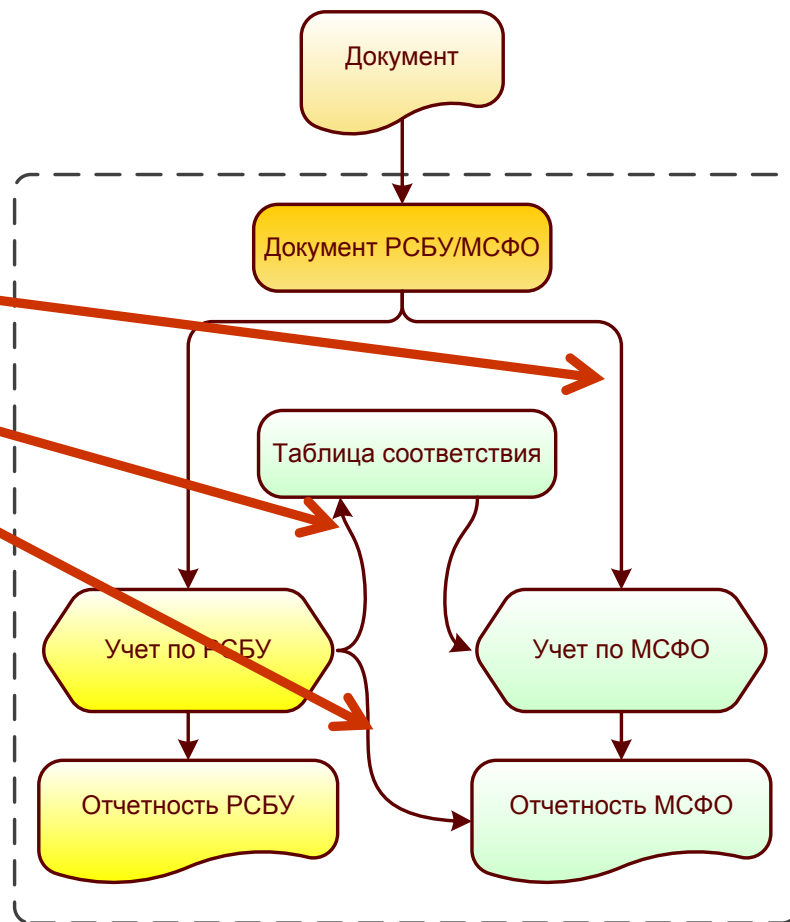 Документ
Документ РСБУ/МСФО
Таблица соответствия
Учет по РСБУ
Учет по МСФО
Отчетность РСБУ
Отчетность МСФО